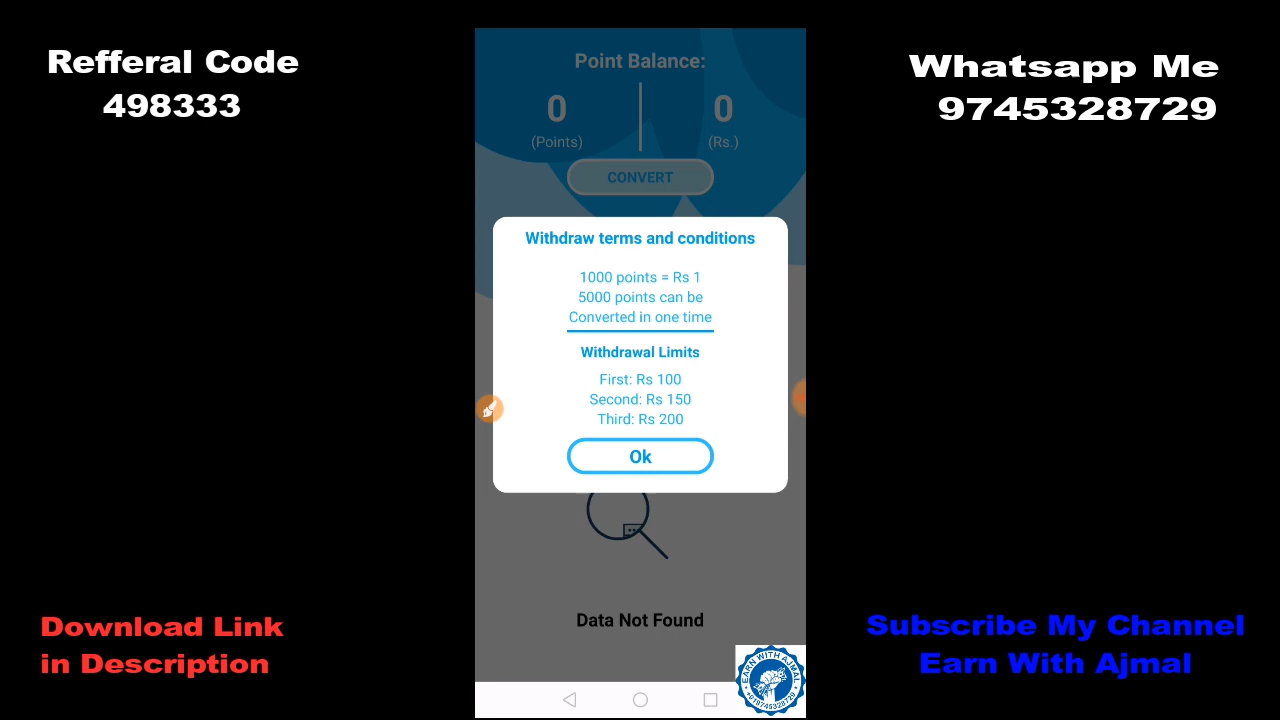 Refferal Code
498333
Whatsapp Me
9745328729
Point Balance:
0
0
(Points)
(Rs.)
CONVERT
Withdraw terms and conditions
1000 points = Rs 1
5000 points can be
Converted in one time
Withdrawal Limits
First: Rs 100
Second: Rs 150
Third: Rs 200
Ok
Data Not Found
Download Link
in Description
Subscribe My Channel
Earn With Ajmal
EARN WITH AJMAL
+919745328729